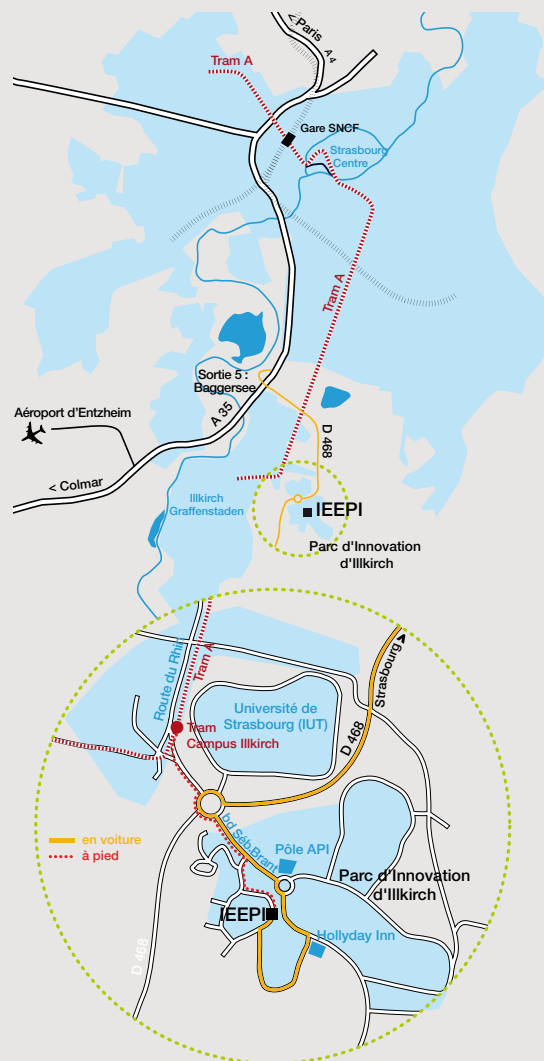 < Paris
A 4
Tram A
Gare SNCF
Strasbourg
Centre
Tram A
Sortie 5 :
Baggersee
A 35
D 468
Aéroport d'Entzheim
< Colmar
Illkirch
Graffenstaden
IEEPI
Parc d'Innovation
d'Illkirch
Route du Rhin
Tram A
Strasbourg >
Université de
Strasbourg (IUT)
Tram
Campus Illkirch
D 468
bd Séb Brant
en voiture
à pied
Pôle API
Parc d'Innovation
d'Illkirch
IEEPI
Hollyday Inn
D 468